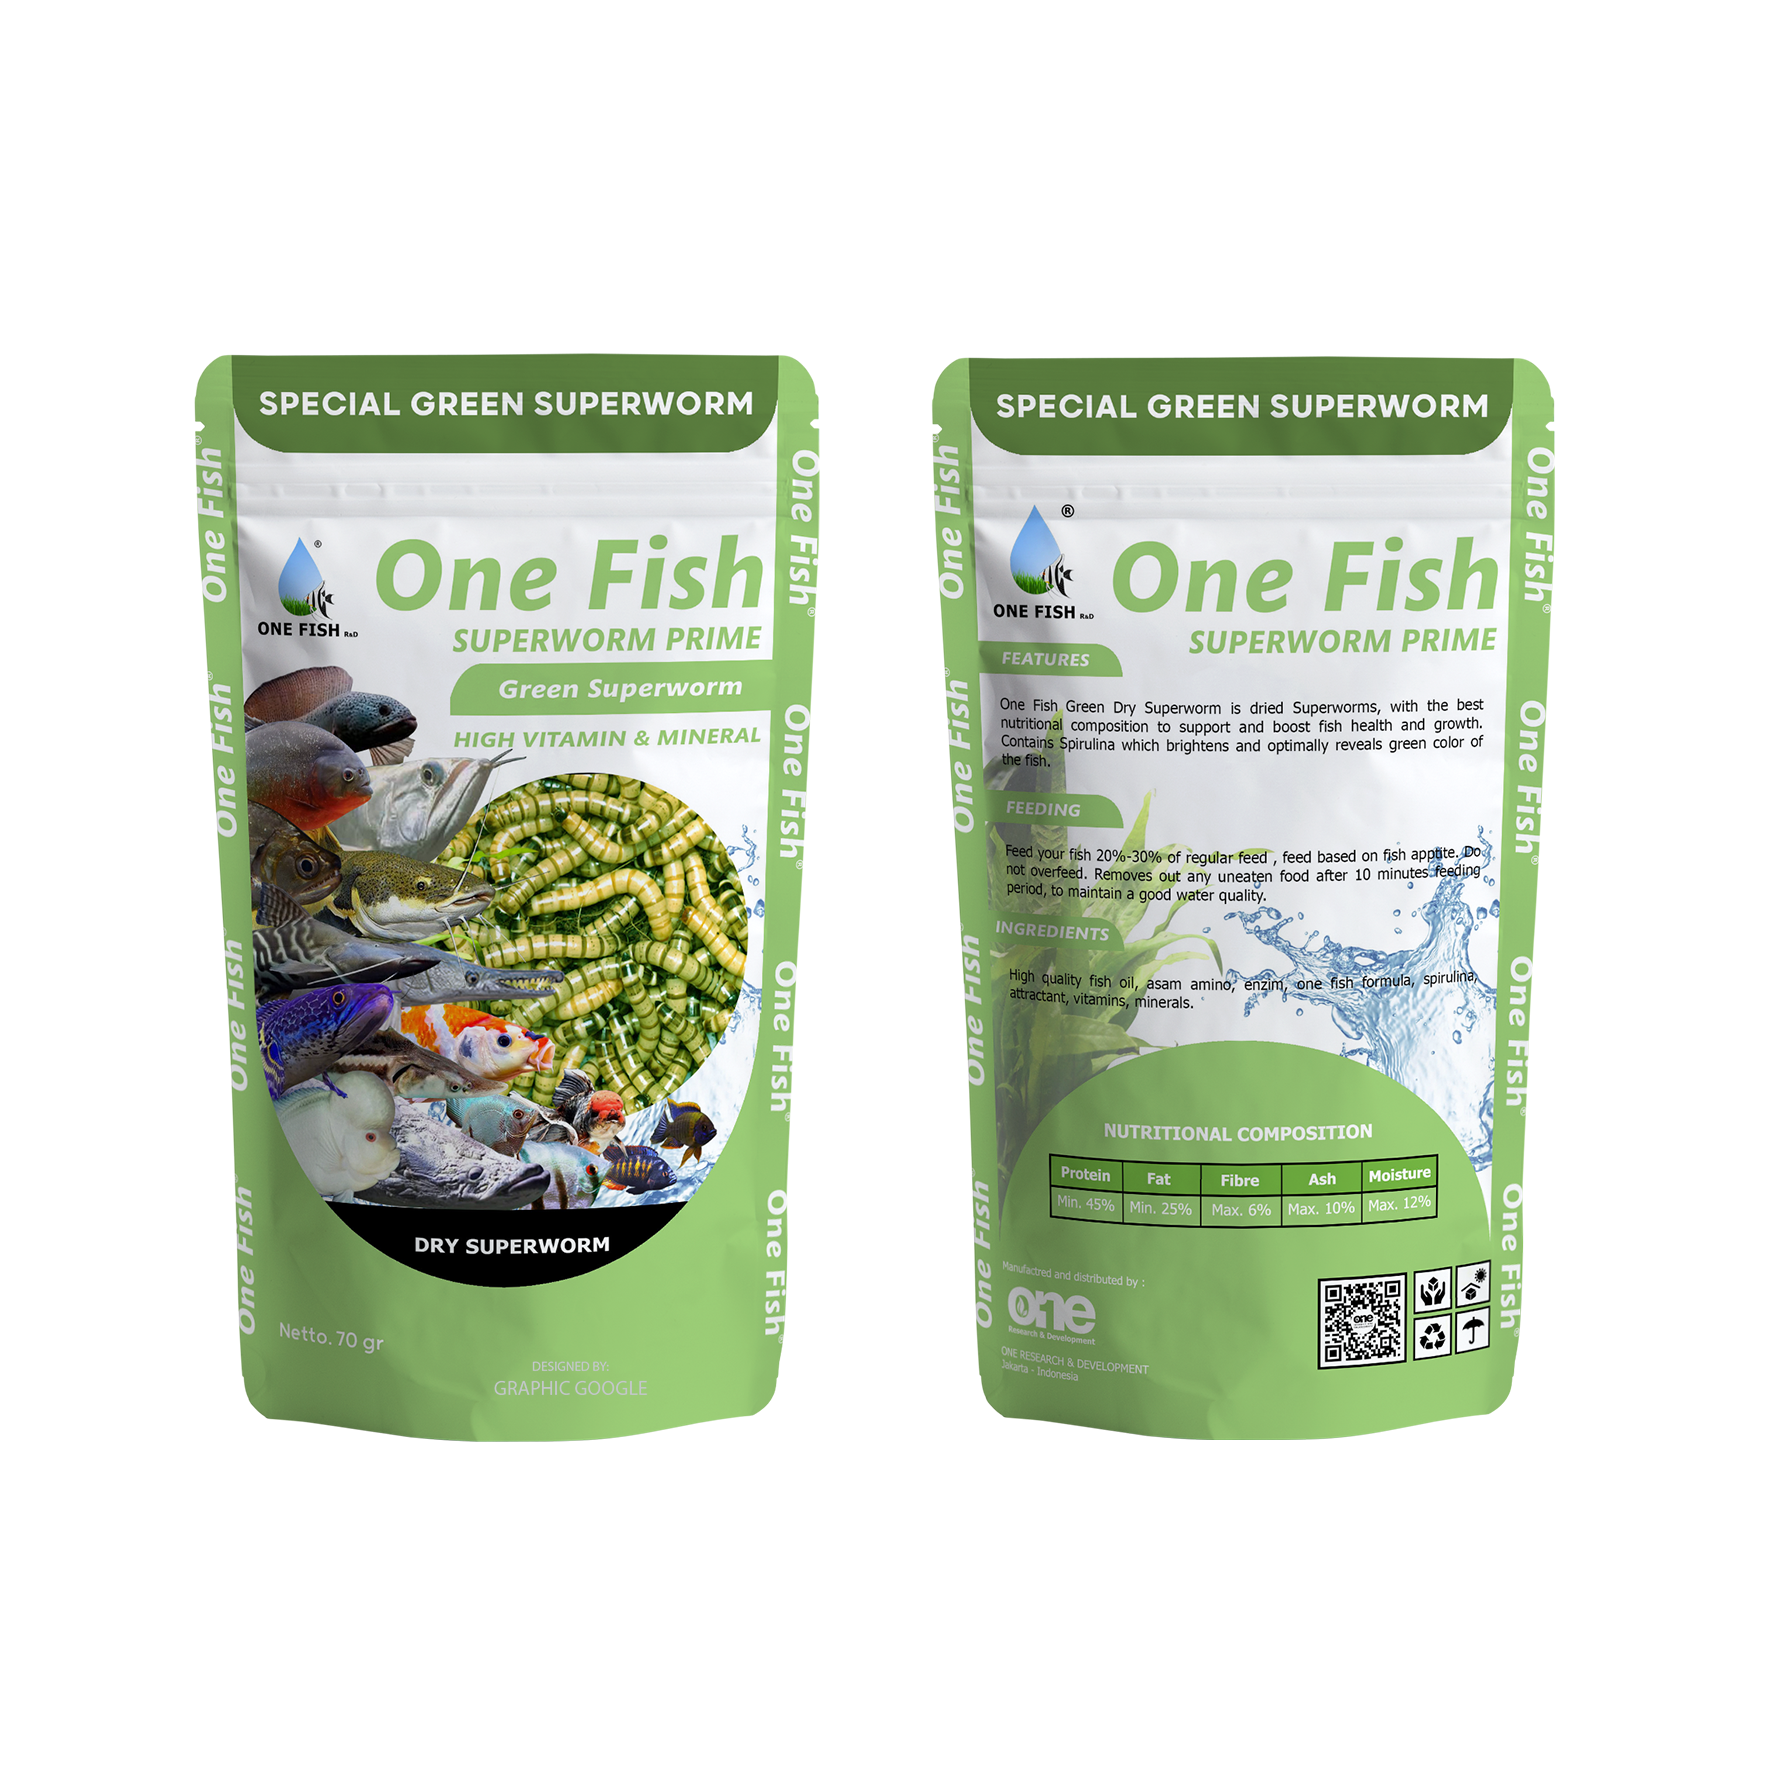 SPECIAL GREEN SUPERWORM
®
ONE FISH R&D
One Fish
SUPERWORM PRIME
Green Superworm
HIGH VITAMIN & MINERAL
DRY SUPERWORM
Netto. 70 gr
DESIGNED BY:
GRAPHIC GOOGLE
One Fish®
One Fish®
One Fish®
One Fish
One Fish®
One Fish®
One Fish®
One Fish®
SPECIAL GREEN SUPERWORM
®
ONE FISH R&D
One Fish
SUPERWORM PRIME
FEATURES
One Fish Green Dry Superworm is dried Superworms, with the best
nutritional composition to support and boost fish health and growth.
Contains Spirulina which brightens and optimally reveals green color of
the fish.
FEEDING
Feed your fish 20%-30% of regular feed , feed based on fish apptite. Do
not overfeed. Removes out any uneaten food after 10 minutes feeding
period, to maintain a good water quality.
INGREDIENTS
High quality fish oil, asam amino, enzim, one fish formula, spirulina,
attractant, vitamins, minerals.
NUTRITIONAL COMPOSITION
Protein Fat Fibre Ash Moisture
Min. 45% Min. 25% Max. 6% Max. 10% Max. 12%
Manufactred and distributed by :
one
Research & Development
ONE RESEARCH & DEVELOPMENT
Jakarta - Indonesia
one
One Fish®
One Fish®
One Fish
One Fish
One Fish®
One Fish®
One Fish®
One Fish®